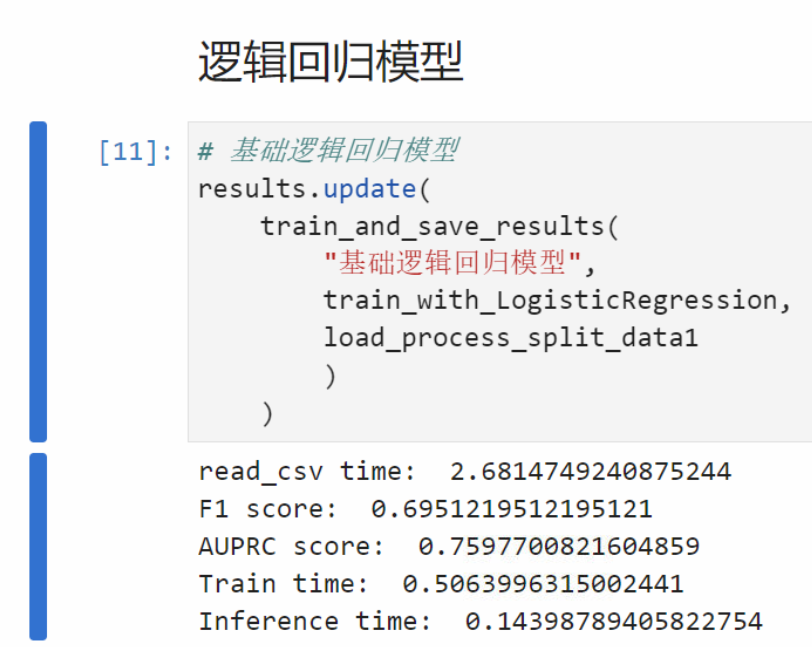 逻辑回归模型
[11]: # 基础逻辑回归模型
results.update(
    train_and_save_results(
        "基础逻辑回归模型",
        train_with_LogisticRegression,
        load_process_split_data1
        )
    )
read_csv time:  2.6814749240875244
F1 score:  0.6951219512195121
AUPRC score:  0.7597700821604859
Train time:  0.5063996315002441
Inference time:  0.14398789405822754